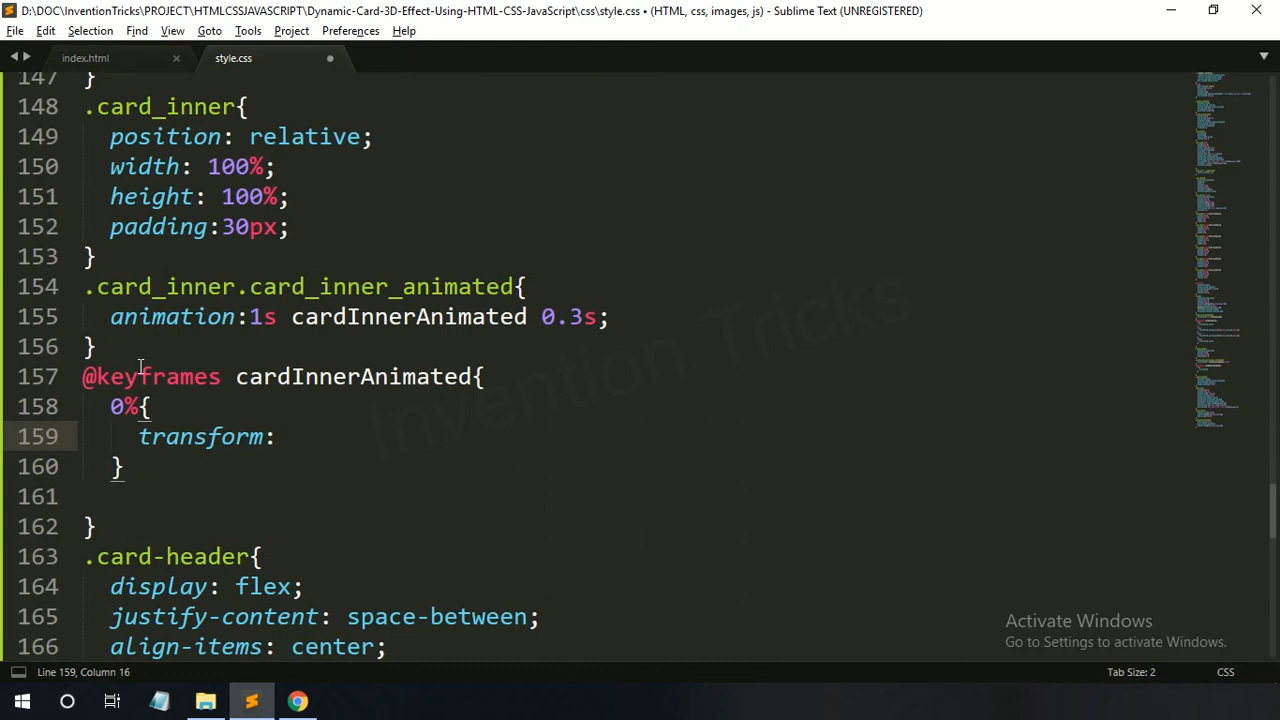 D:\DOC\InventionTricks\PROJECT\HTMLCSSJAVASCRIPT\Dynamic-Card-3D-Effect-Using-HTML-CSS-JavaScript\css\style.css • (HTML, css, images, js) - Sublime Text (UNREGISTERED)
File Edit Selection Find View Goto Tools Project Preferences Help
index.html × style.css
147 }
148 .card_inner{
149 position: relative;
150 width: 100%;
151 height: 100%;
152 padding:30px;
153 }
154 .card_inner.card_inner_animated{
155 animation:1s cardInnerAnimated 0.3s;
156 }
157 @keyframes cardInnerAnimated{
158 0%{
159 transform:
160 }
161
162 }
163 .card-header{
164 display: flex;
165 justify-content: space-between;
166 align-items: center;
Invention Tricks
Activate Windows
Go to Settings to activate Windows.
Line 159, Column 16 Tab Size: 2 CSS